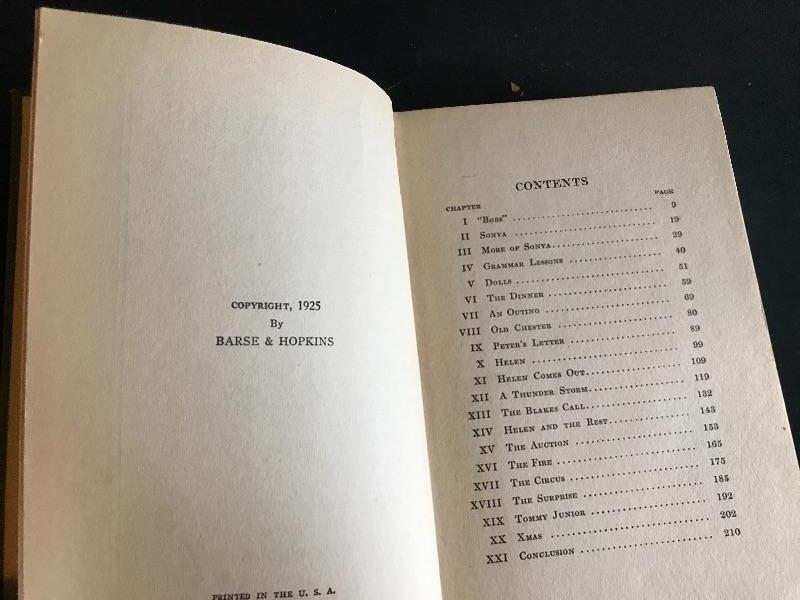 COPYRIGHT, 1925
By
BARSE & HOPKINS
PRINTED IN THE U. S. A.
CONTENTS
CHAPTER PAGE
I "Bobs" 9
II Sonya 19
III More of Sonya 29
IV Grammar Lessons 40
V Dolls 51
VI The Dinner 59
VII An Outing 69
VIII Old Chester 80
IX Peter's Letter 89
X Helen 99
XI Helen Comes Out 109
XII A Thunder Storm 119
XIII The Blakes Call 132
XIV Helen and the Rest 143
XV The Auction 153
XVI The Fire 165
XVII The Circus 175
XVIII The Surprise 185
XIX Tommy Junior 192
XX Xmas 202
XXI Conclusion 210